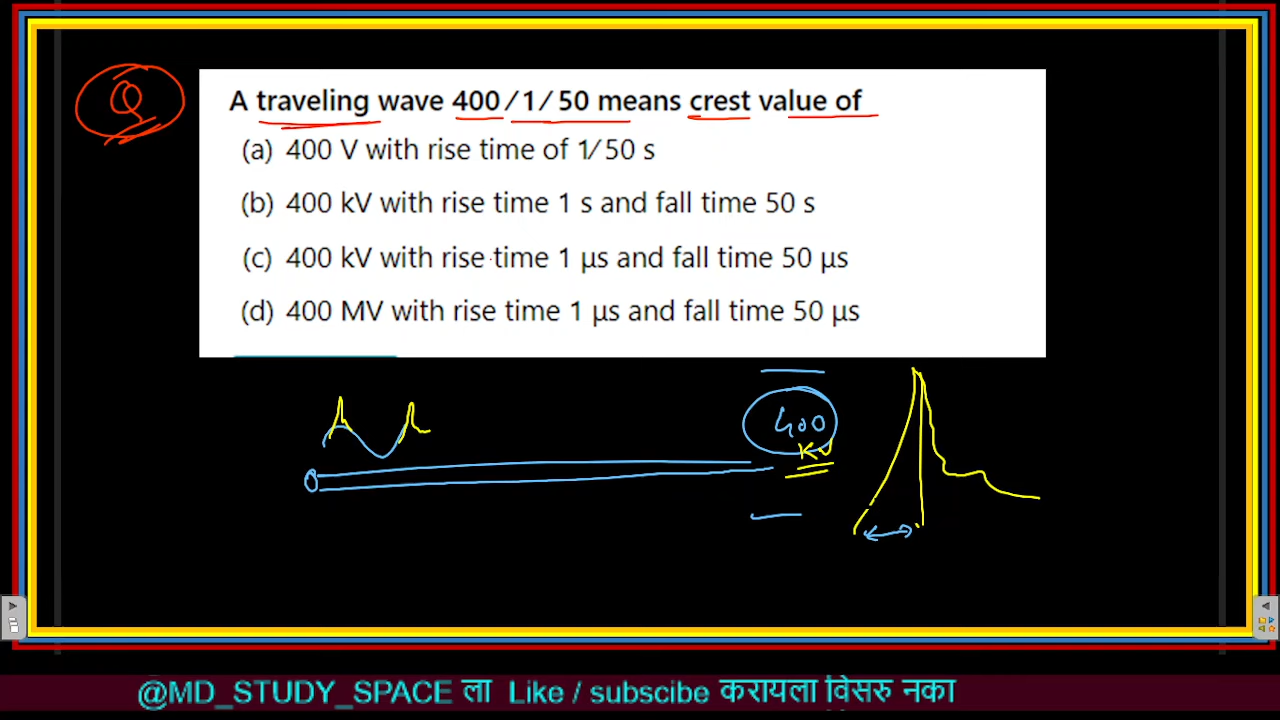 Q
A traveling wave 400/1/50 means crest value of
(a) 400 V with rise time of 1/50 s
(b) 400 kV with rise time 1 s and fall time 50 s
(c) 400 kV with rise time 1 µs and fall time 50 µs
(d) 400 MV with rise time 1 µs and fall time 50 µs
400
KV
@MD_STUDY_SPACE ला Like / subscibe करायला विसरु नका